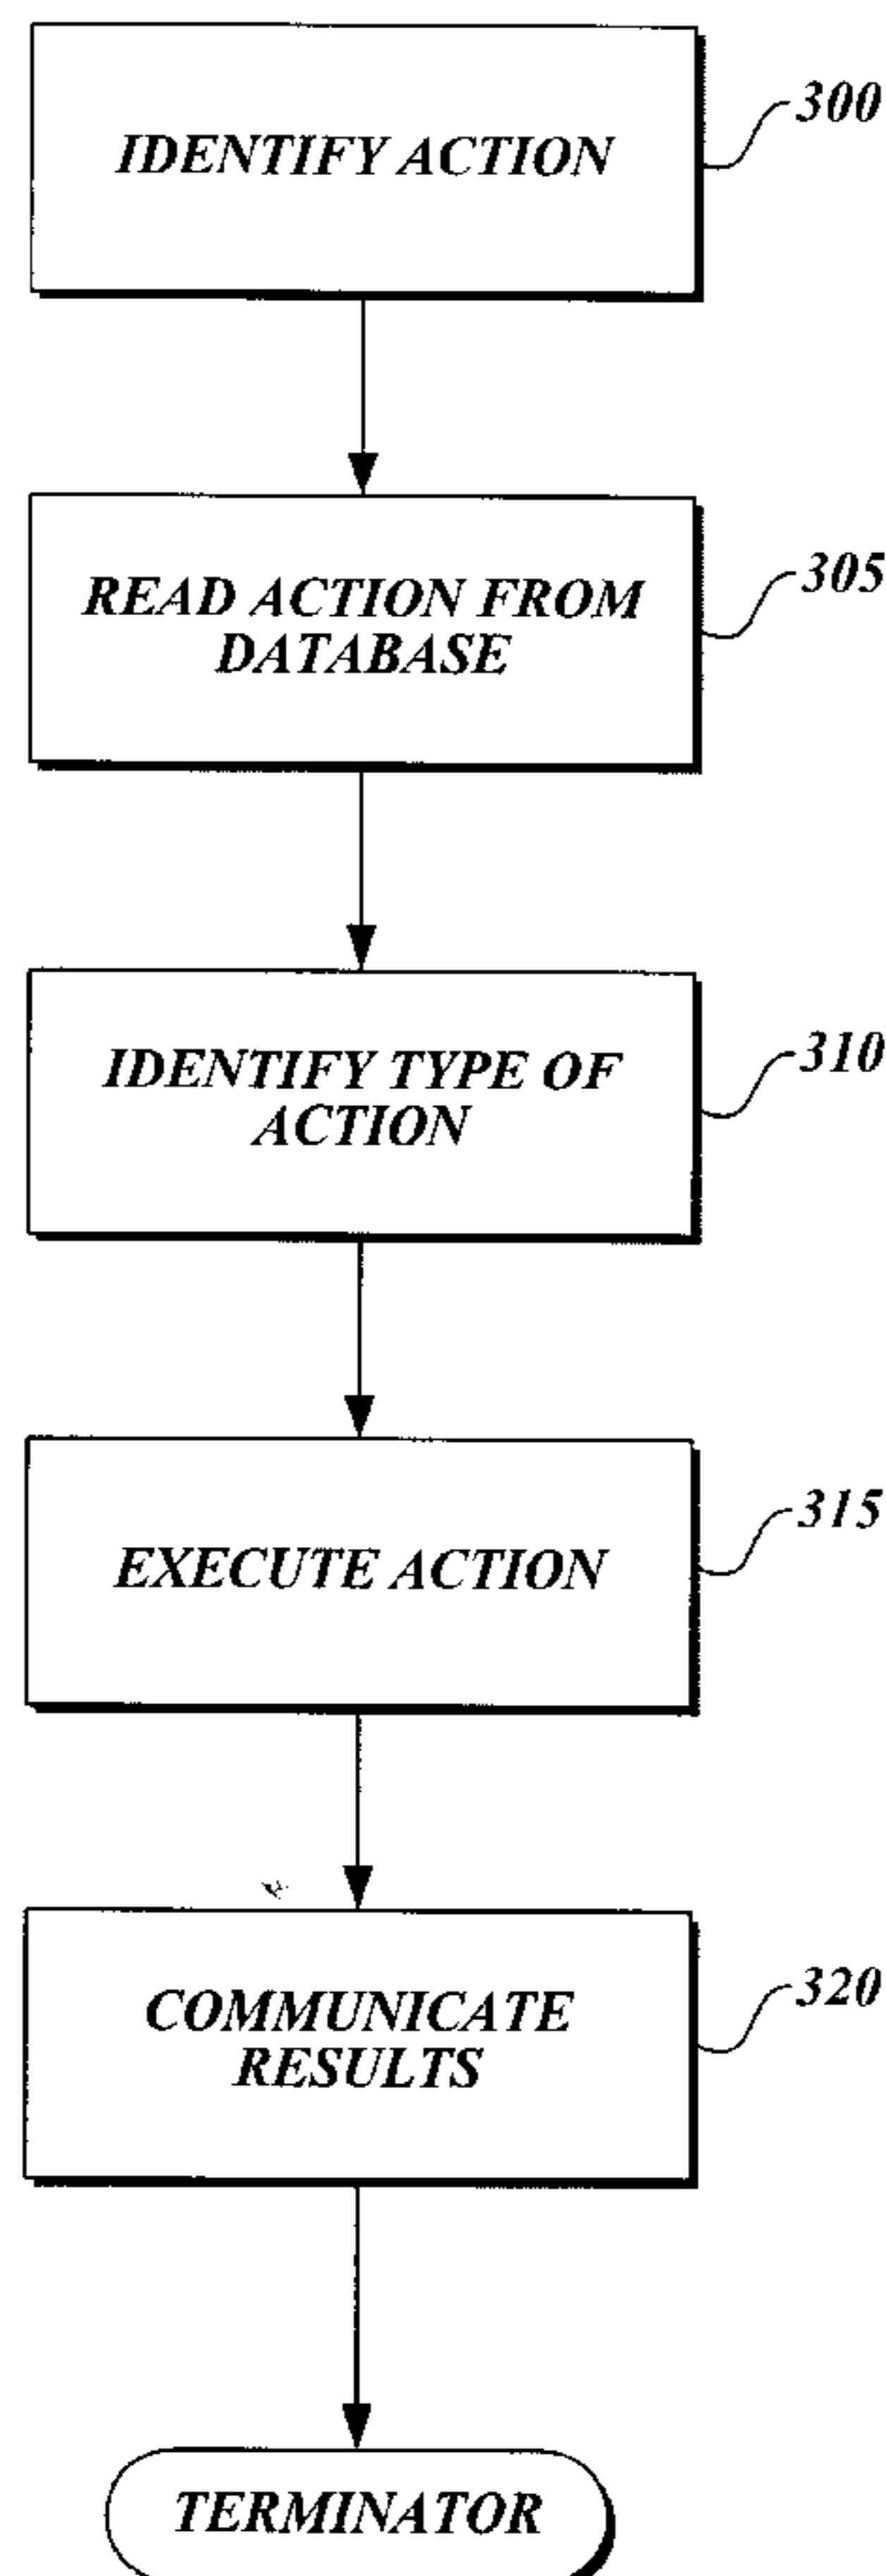 IDENTIFY ACTION
300
READ ACTION FROM
DATABASE
305
IDENTIFY TYPE OF
ACTION
310
EXECUTE ACTION
315
COMMUNICATE
RESULTS
320
TERMINATOR